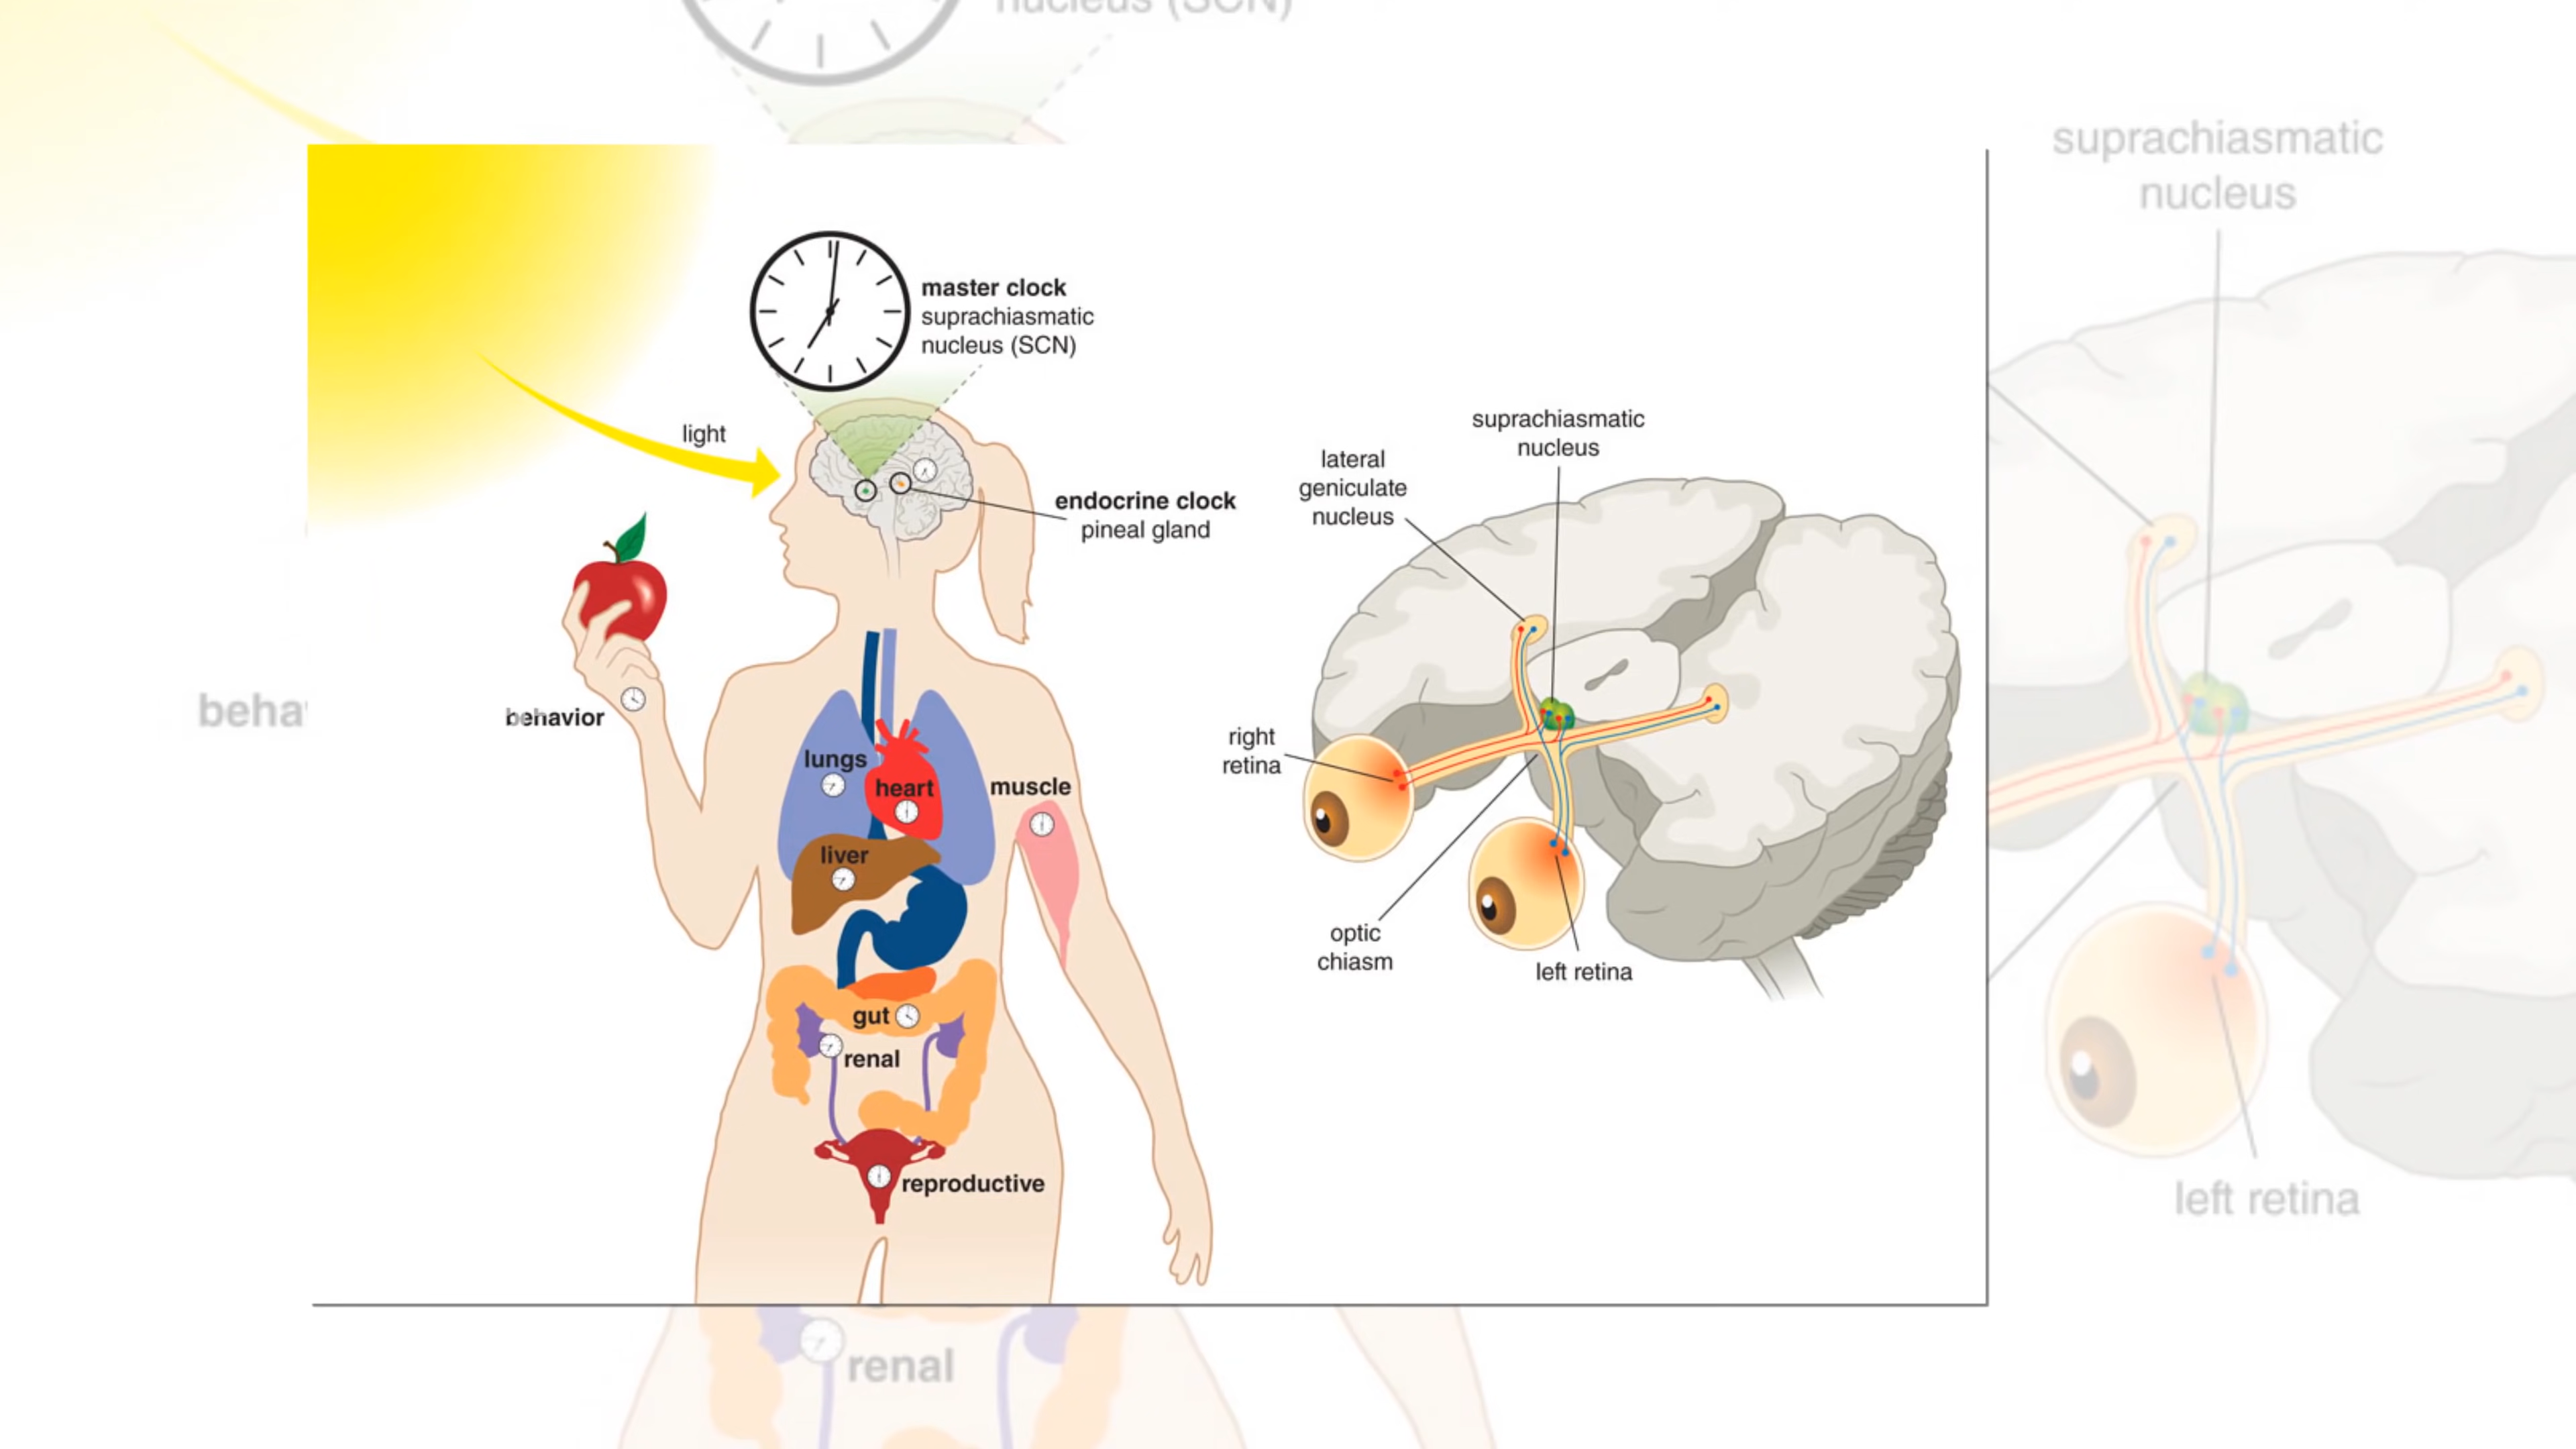 nucleus (SCN)
suprachiasmatic
nucleus
master clock
suprachiasmatic
nucleus (SCN)
light
endocrine clock
pineal gland
behavior
lungs
heart
muscle
liver
gut
renal
reproductive
suprachiasmatic
nucleus
lateral
geniculate
nucleus
right
retina
optic
chiasm
left retina
beha
left retina
renal